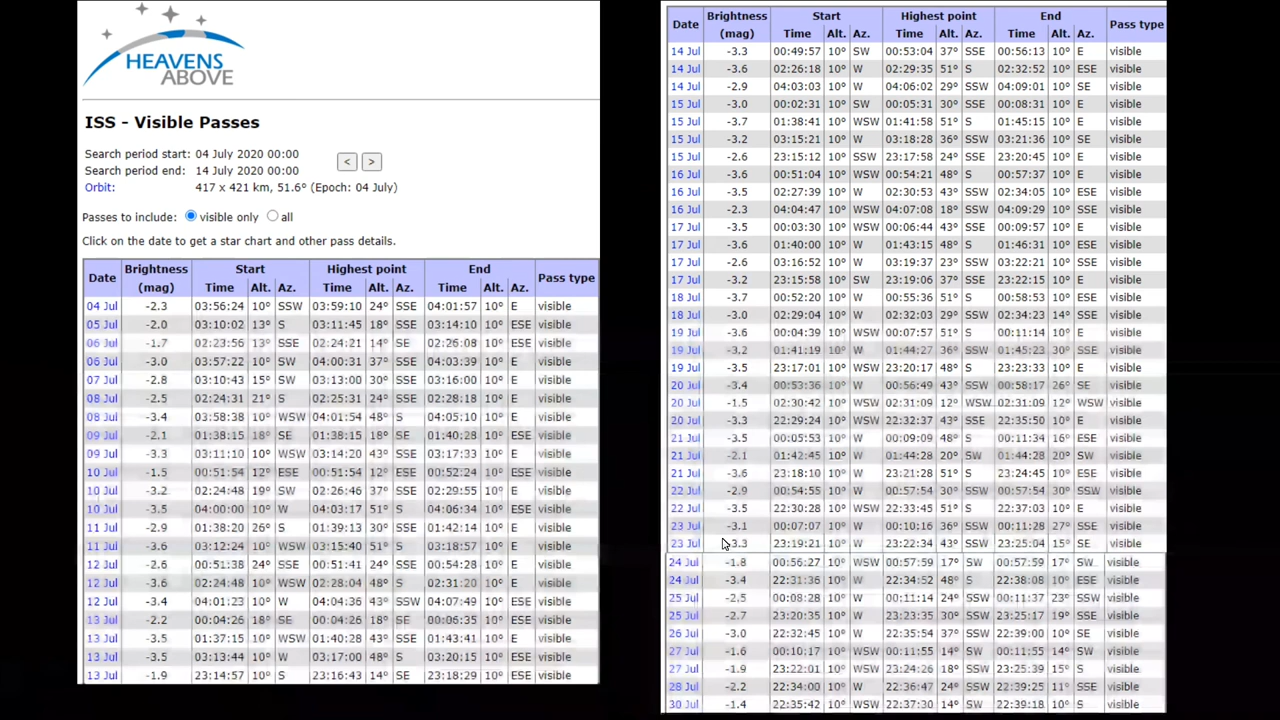 HEAVENS
ABOVE
ISS - Visible Passes
Search period start: 04 July 2020 00:00
Search period end: 14 July 2020 00:00
< >
Orbit: 417 x 421 km, 51.6° (Epoch: 04 July)
Passes to include: visible only all
Click on the date to get a star chart and other pass details.
Date Brightness Start Highest point End Pass type
(mag) Time Alt. Az. Time Alt. Az. Time Alt. Az.
04 Jul -2.3 03:56:24 10° SSW 03:59:10 24° SSE 04:01:57 10° E visible
05 Jul -2.0 03:10:02 13° S 03:11:45 18° SSE 03:14:10 10° ESE visible
06 Jul -1.7 02:23:56 13° SSE 02:24:21 14° SE 02:26:08 10° ESE visible
06 Jul -3.0 03:57:22 10° SW 04:00:31 37° SSE 04:03:39 10° E visible
07 Jul -2.8 03:10:43 15° SW 03:13:00 30° SSE 03:16:00 10° E visible
08 Jul -2.5 02:24:31 21° S 02:25:31 24° SSE 02:28:18 10° E visible
08 Jul -3.4 03:58:38 10° WSW 04:01:54 48° S 04:05:10 10° E visible
09 Jul -2.1 01:38:15 18° SE 01:38:15 18° SE 01:40:28 10° ESE visible
09 Jul -3.3 03:11:10 10° WSW 03:14:20 43° SSE 03:17:33 10° E visible
10 Jul -1.5 00:51:54 12° ESE 00:51:54 12° ESE 00:52:24 10° ESE visible
10 Jul -3.2 02:24:48 19° SW 02:26:46 37° SSE 02:29:55 10° E visible
10 Jul -3.5 04:00:00 10° W 04:03:17 51° S 04:06:34 10° ESE visible
11 Jul -2.9 01:38:20 26° S 01:39:13 30° SSE 01:42:14 10° E visible
11 Jul -3.6 03:12:24 10° WSW 03:15:40 51° S 03:18:57 10° E visible
12 Jul -2.6 00:51:38 24° SSE 00:51:41 24° SSE 00:54:28 10° E visible
12 Jul -3.6 02:24:48 10° WSW 02:28:04 48° S 02:31:20 10° E visible
12 Jul -3.4 04:01:23 10° W 04:04:36 43° SSW 04:07:49 10° ESE visible
13 Jul -2.2 00:04:26 18° SE 00:04:26 18° SE 00:06:35 10° ESE visible
13 Jul -3.5 01:37:15 10° WSW 01:40:28 43° SSE 01:43:41 10° E visible
13 Jul -3.5 03:13:44 10° W 03:17:00 48° S 03:20:15 10° ESE visible
13 Jul -1.9 23:14:57 10° S 23:16:43 14° SE 23:18:29 10° ESE visible
Date Brightness Start Highest point End Pass type
(mag) Time Alt. Az. Time Alt. Az. Time Alt. Az.
14 Jul -3.3 00:49:57 10° SW 00:53:04 37° SSE 00:56:13 10° E visible
14 Jul -3.6 02:26:18 10° W 02:29:35 51° S 02:32:52 10° ESE visible
14 Jul -2.9 04:03:03 10° W 04:06:02 29° SSW 04:09:01 10° SE visible
15 Jul -3.0 00:02:31 10° SW 00:05:31 30° SSE 00:08:31 10° E visible
15 Jul -3.7 01:38:41 10° WSW 01:41:58 51° S 01:45:15 10° E visible
15 Jul -3.2 03:15:21 10° W 03:18:28 36° SSW 03:21:36 10° SE visible
15 Jul -2.6 23:15:12 10° SSW 23:17:58 24° SSE 23:20:45 10° E visible
16 Jul -3.6 00:51:04 10° WSW 00:54:21 48° S 00:57:37 10° E visible
16 Jul -3.5 02:27:39 10° W 02:30:53 43° SSW 02:34:05 10° ESE visible
16 Jul -2.3 04:04:47 10° WSW 04:07:08 18° SSW 04:09:29 10° SSE visible
17 Jul -3.5 00:03:30 10° WSW 00:06:44 43° SSE 00:09:57 10° E visible
17 Jul -3.6 01:40:00 10° W 01:43:15 48° S 01:46:31 10° ESE visible
17 Jul -2.6 03:16:52 10° W 03:19:37 23° SSW 03:22:21 10° SSE visible
17 Jul -3.2 23:15:58 10° SW 23:19:06 37° SSE 23:22:15 10° E visible
18 Jul -3.7 00:52:20 10° W 00:55:36 51° S 00:58:53 10° ESE visible
18 Jul -3.0 02:29:04 10° W 02:32:03 29° SSW 02:34:23 14° SSE visible
19 Jul -3.6 00:04:39 10° WSW 00:07:57 51° S 00:11:14 10° E visible
19 Jul -3.2 01:41:19 10° W 01:44:27 36° SSW 01:45:23 30° SSE visible
19 Jul -3.5 23:17:01 10° WSW 23:20:17 48° S 23:23:33 10° E visible
20 Jul -3.4 00:53:36 10° W 00:56:49 43° SSW 00:58:17 26° SE visible
20 Jul -1.5 02:30:42 10° WSW 02:31:09 12° WSW 02:31:09 12° WSW visible
20 Jul -3.3 22:29:24 10° WSW 22:32:37 43° SSE 22:35:50 10° E visible
21 Jul -3.5 00:05:53 10° W 00:09:09 48° S 00:11:34 16° ESE visible
21 Jul -2.1 01:42:45 10° W 01:44:28 20° SW 01:44:28 20° SW visible
21 Jul -3.6 23:18:10 10° W 23:21:28 51° S 23:24:45 10° ESE visible
22 Jul -2.9 00:54:55 10° W 00:57:54 30° SSW 00:57:54 30° SSW visible
22 Jul -3.5 22:30:28 10° WSW 22:33:45 51° S 22:37:03 10° E visible
23 Jul -3.1 00:07:07 10° W 00:10:16 36° SSW 00:11:28 27° SSE visible
23 Jul -3.3 23:19:21 10° W 23:22:34 43° SSW 23:25:04 15° SE visible
24 Jul -1.8 00:56:27 10° WSW 00:57:59 17° SW 00:57:59 17° SW visible
24 Jul -3.4 22:31:36 10° W 22:34:52 48° S 22:38:08 10° ESE visible
25 Jul -2.5 00:08:28 10° W 00:11:14 24° SSW 00:11:37 23° SSW visible
25 Jul -2.7 23:20:35 10° W 23:23:35 30° SSW 23:25:17 19° SSE visible
26 Jul -3.0 22:32:45 10° W 22:35:54 37° SSW 22:39:00 10° SE visible
27 Jul -1.6 00:10:17 10° WSW 00:11:55 14° SW 00:11:55 14° SW visible
27 Jul -1.9 23:22:01 10° W 23:24:26 18° SSW 23:25:39 15° S visible
28 Jul -2.2 22:34:00 10° W 22:36:47 24° SSW 22:39:25 11° SSE visible
30 Jul -1.4 22:35:42 10° WSW 22:37:30 14° SW 22:39:18 10° S visible